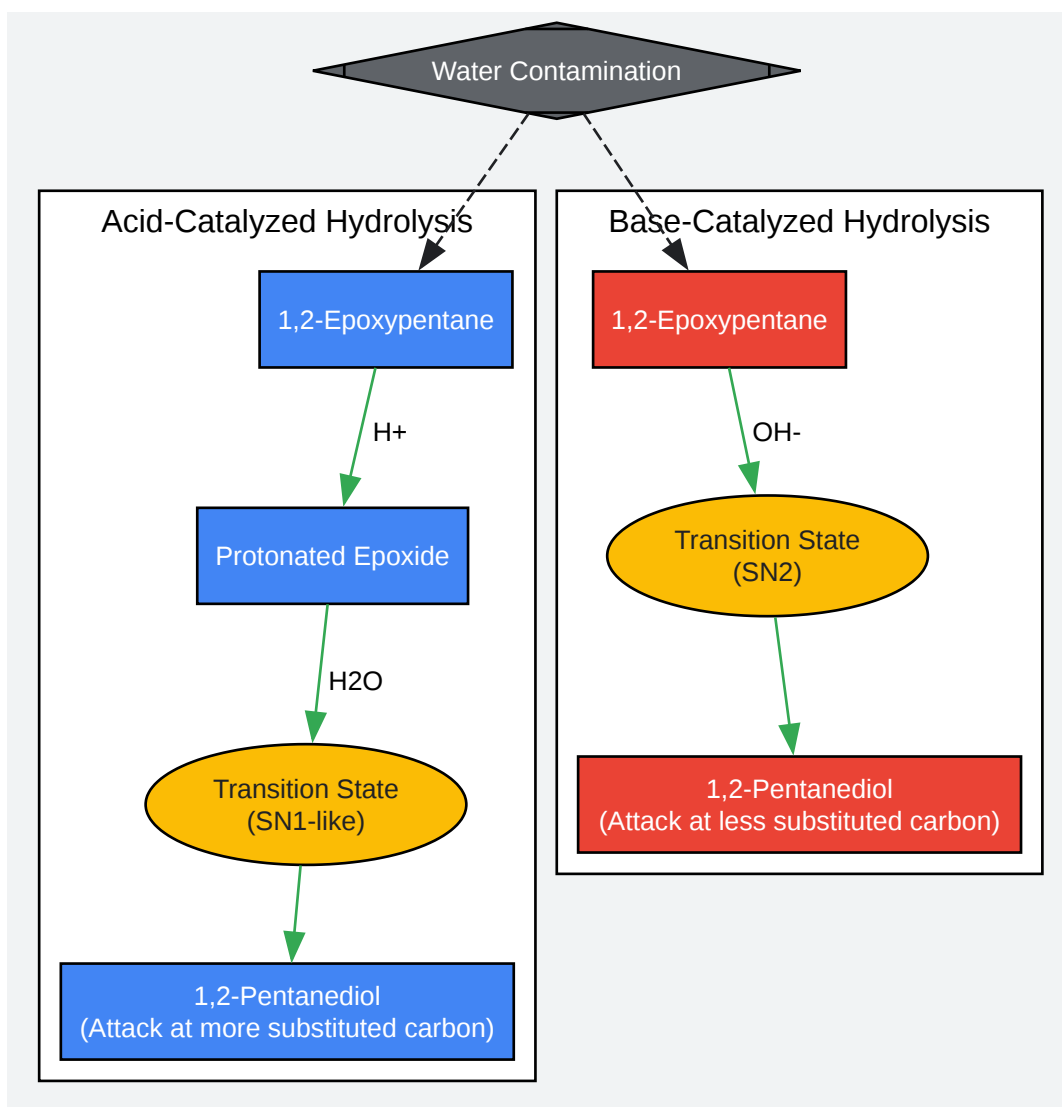 Water Contamination
Acid-Catalyzed Hydrolysis
1,2-Epoxypentane
H+
Protonated Epoxide
H2O
Transition State
(SN1-like)
1,2-Pentanediol
(Attack at more substituted carbon)
Base-Catalyzed Hydrolysis
1,2-Epoxypentane
OH-
Transition State
(SN2)
1,2-Pentanediol
(Attack at less substituted carbon)